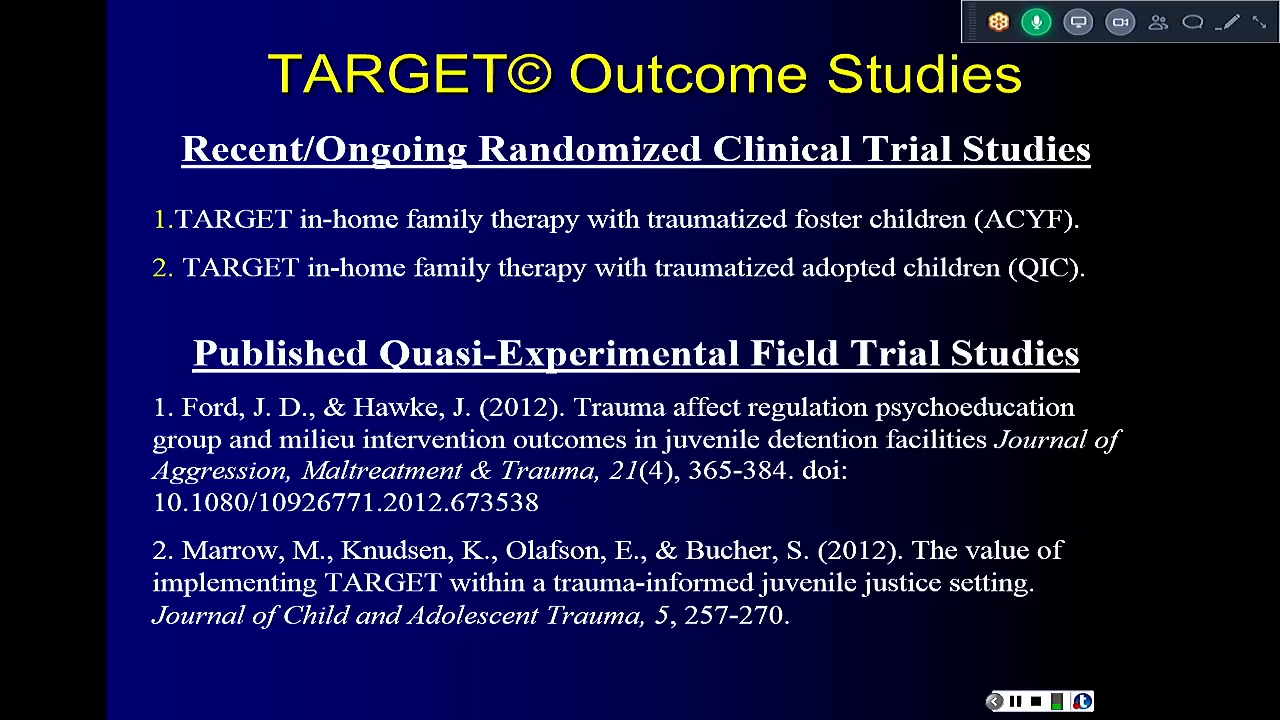 TARGET© Outcome Studies
Recent/Ongoing Randomized Clinical Trial Studies
1.TARGET in-home family therapy with traumatized foster children (ACYF).
2. TARGET in-home family therapy with traumatized adopted children (QIC).
Published Quasi-Experimental Field Trial Studies
1. Ford, J. D., & Hawke, J. (2012). Trauma affect regulation psychoeducation
group and milieu intervention outcomes in juvenile detention facilities Journal of
Aggression, Maltreatment & Trauma, 21(4), 365-384. doi:
10.1080/10926771.2012.673538
2. Marrow, M., Knudsen, K., Olafson, E., & Bucher, S. (2012). The value of
implementing TARGET within a trauma-informed juvenile justice setting.
Journal of Child and Adolescent Trauma, 5, 257-270.